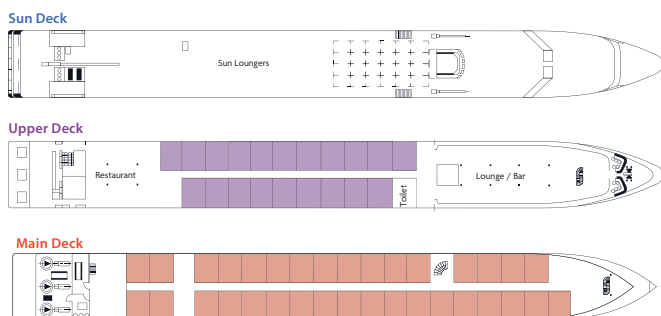 Sun Deck
Sun Loungers
Upper Deck
Restaurant
Toilet
Lounge / Bar
Main Deck